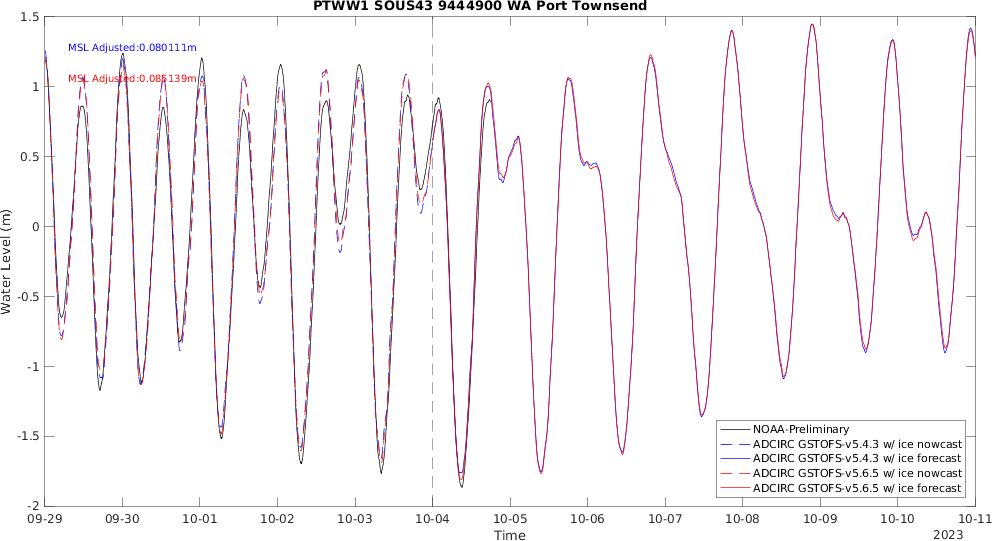 PTWW1 SOUS43 9444900 WA Port Townsend
MSL Adjusted:0.080111m
MSL Adjusted:0.085139m
Water Level (m)
1.5
1
0.5
0
-0.5
-1
-1.5
-2
NOAA-Preliminary
ADCIRC GSTOFS-v5.4.3 w/ ice nowcast
ADCIRC GSTOFS-v5.4.3 w/ ice forecast
ADCIRC GSTOFS-v5.6.5 w/ ice nowcast
ADCIRC GSTOFS-v5.6.5 w/ ice forecast
09-29 09-30 10-01 10-02 10-03 10-04 10-05 10-06 10-07 10-08 10-09 10-10 10-11
Time
2023